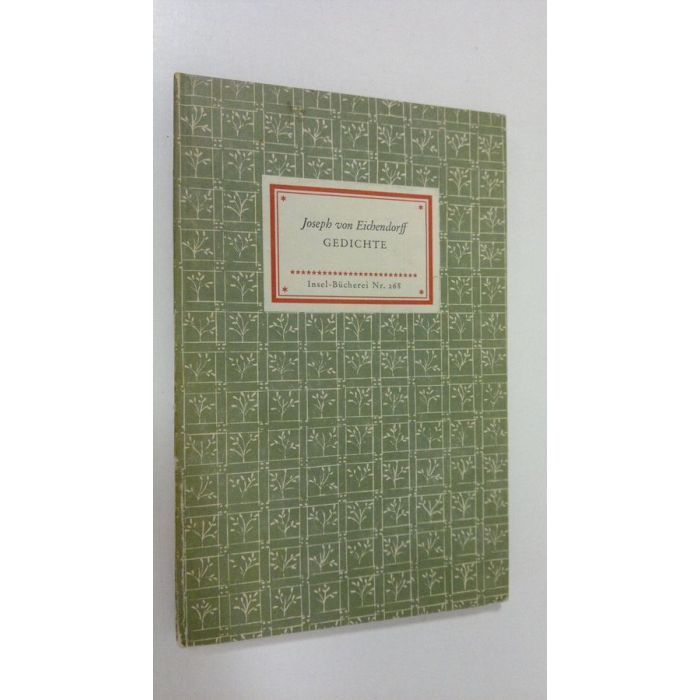 Joseph von Eichendorff
GEDICHTE
Insel-Bücherei Nr. 268